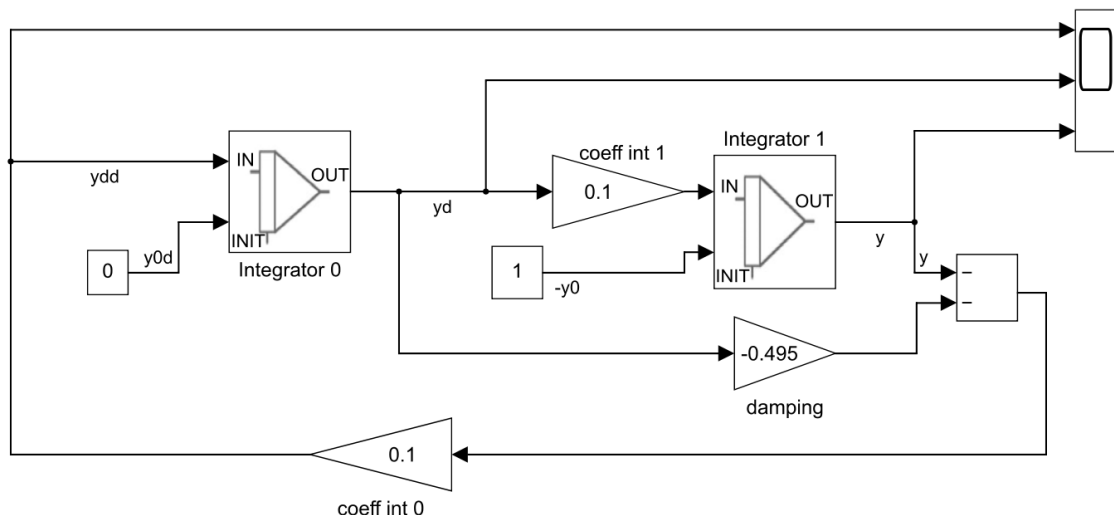 ydd
IN
OUT
INIT
Integrator 0
0
y0d
yd
coeff int 1
0.1
Integrator 1
IN
OUT
INIT
1
-y0
y
y
−
−
-0.495
damping
0.1
coeff int 0